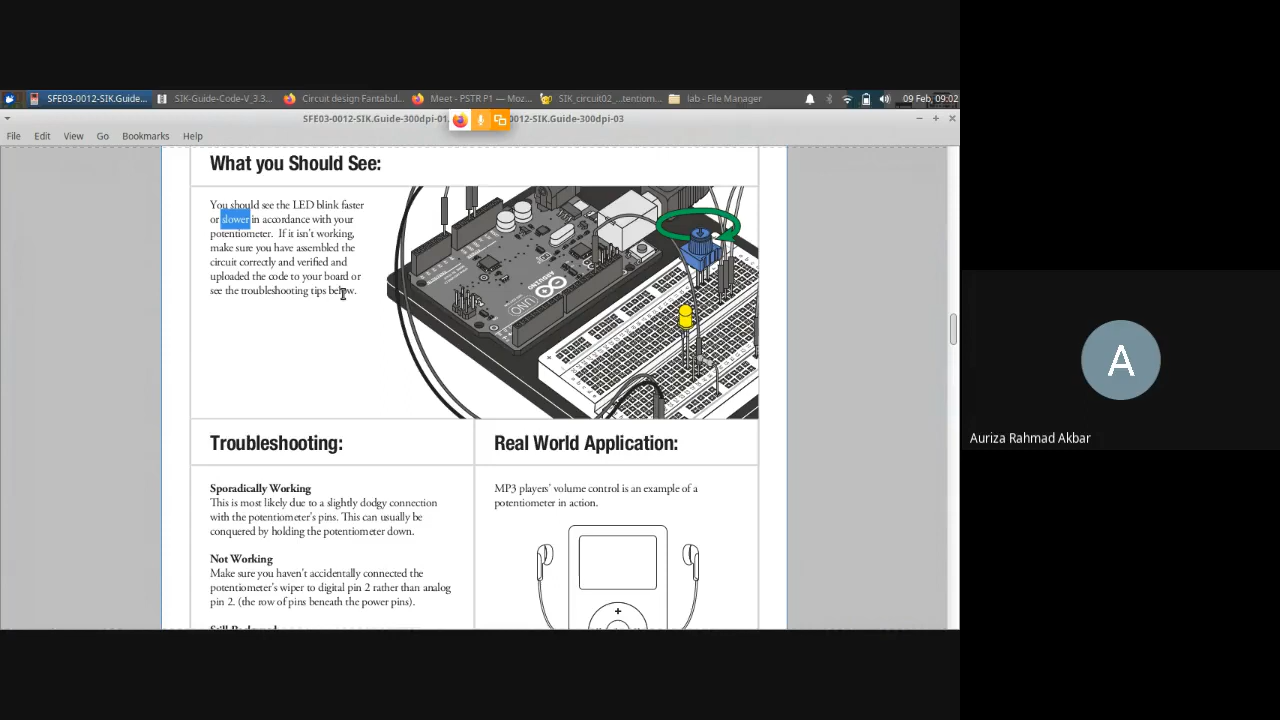 SFE03-0012-SIK.Guide...
SIK-Guide-Code-V_3.3...
Circuit design Fantabul...
Meet - PSTR P1 — Moz...
SIK_circuit02_..tentiom...
lab - File Manager
09 Feb, 09:02
SFE03-0012-SIK.Guide-300dpi-01.
0012-SIK.Guide-300dpi-03
File Edit View Go Bookmarks Help
What you Should See:
You should see the LED blink faster
or slower in accordance with your
potentiometer. If it isn't working,
make sure you have assembled the
circuit correctly and verified and
uploaded the code to your board or
see the troubleshooting tips below.
ARDUINO
UNO
Troubleshooting:
Sporadically Working
This is most likely due to a slightly dodgy connection
with the potentiometer's pins. This can usually be
conquered by holding the potentiometer down.
Not Working
Make sure you haven't accidentally connected the
potentiometer's wiper to digital pin 2 rather than analog
pin 2. (the row of pins beneath the power pins).
Real World Application:
MP3 players' volume control is an example of a
potentiometer in action.
A
Auriza Rahmad Akbar